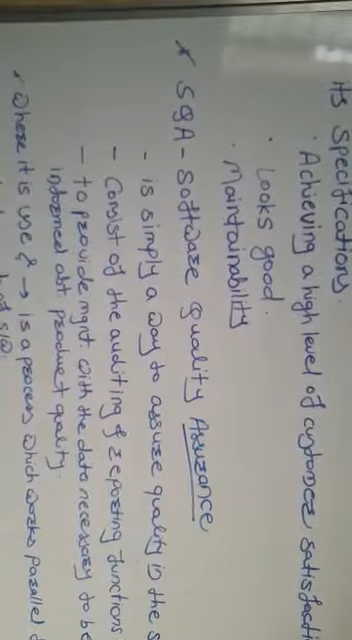 its specifications.
· Achieving a high level of customer
· Looks good.
· Maintainability
* SQA - Software Quality Assurance
- is simply a way to assure quality in the
- Consist of the auditing & reporting functions
- to provide mgnt. with the data necessary to be
informed abt. product quality.
* Where it is use & → is a process which works parallel